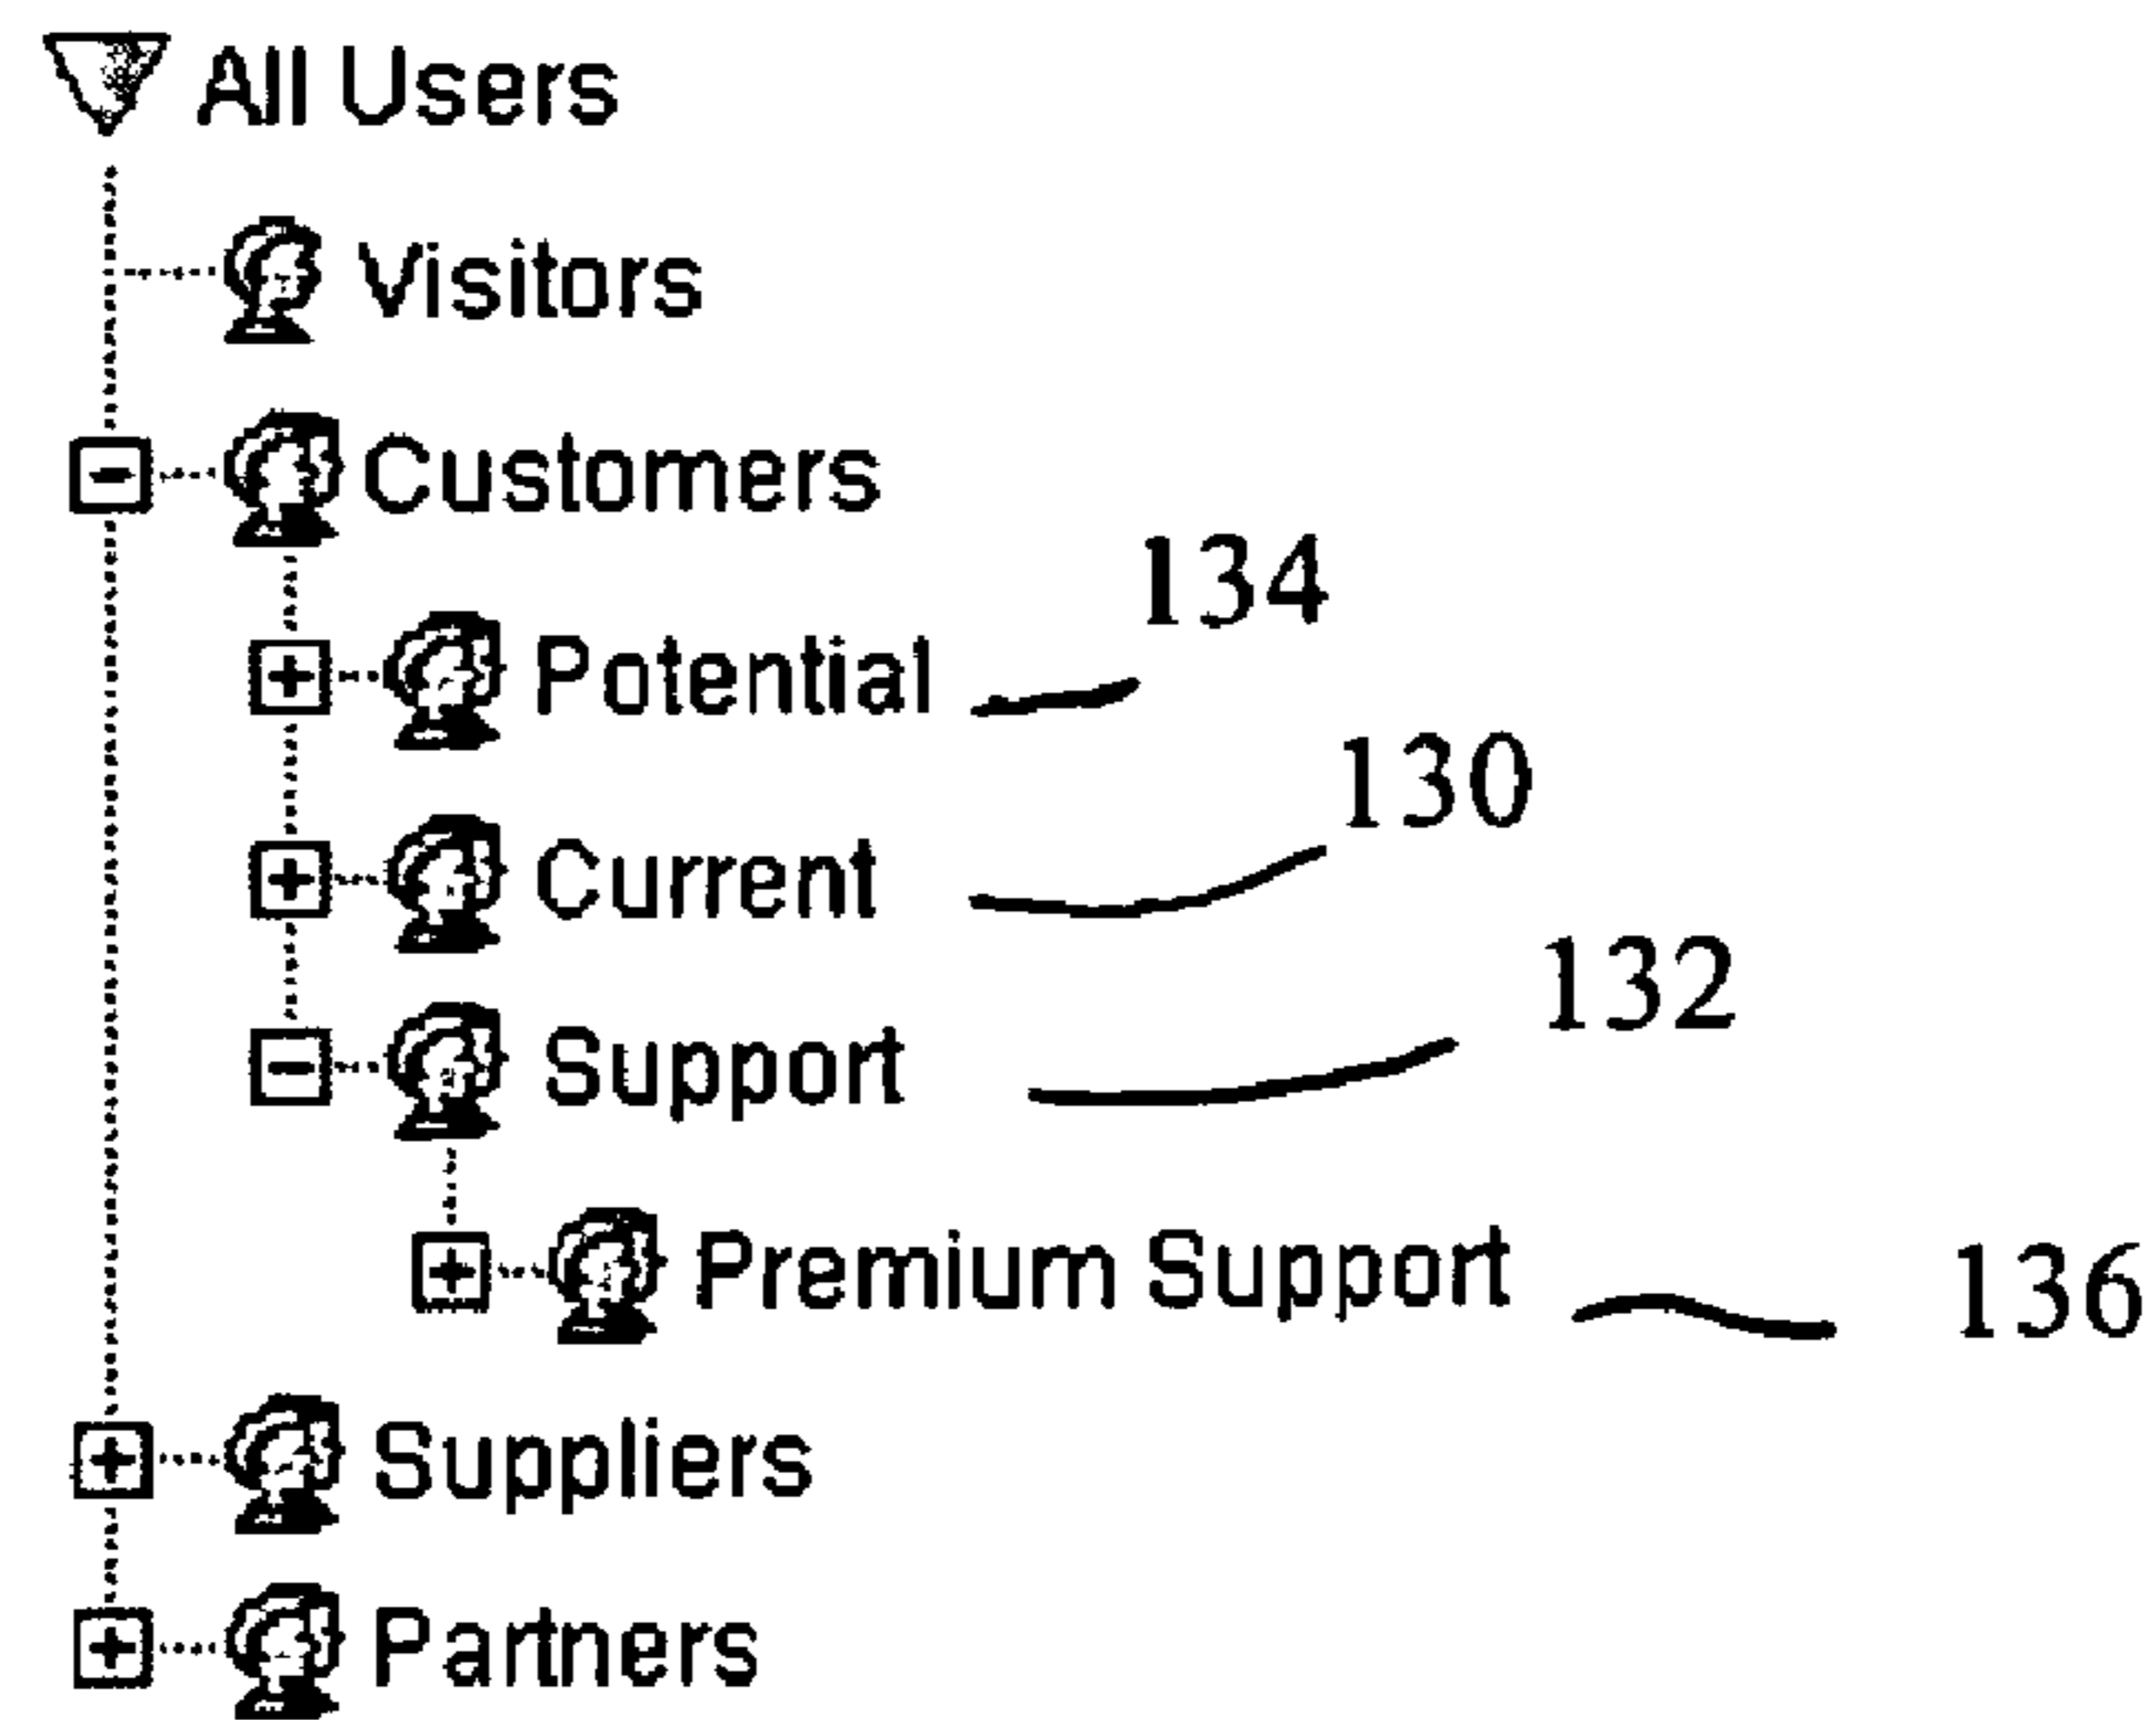 All Users
Visitors
Customers
134
Potential
130
Current
132
Support
Premium Support 136
Suppliers
Partners